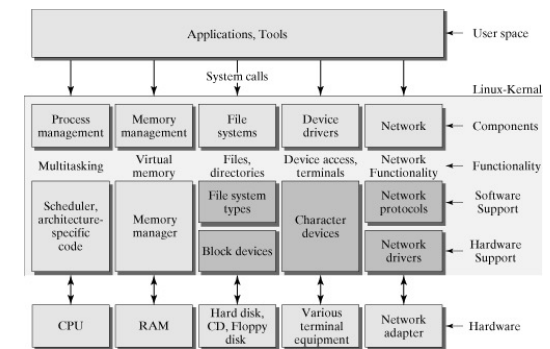 Applications, Tools
User space
System calls
Linux-Kernal
Process
management
Memory
management
File
systems
Device
drivers
Network
Components
Multitasking
Virtual
memory
Files,
directories
Device access,
terminals
Network
Functionality
Functionality
Scheduler,
architecture-
specific
code
Memory
manager
File system
types
Block devices
Character
devices
Network
protocols
Network
drivers
Software
Support
Hardware
Support
CPU
RAM
Hard disk,
CD, Floppy
disk
Various
terminal
equipment
Network
adapter
Hardware